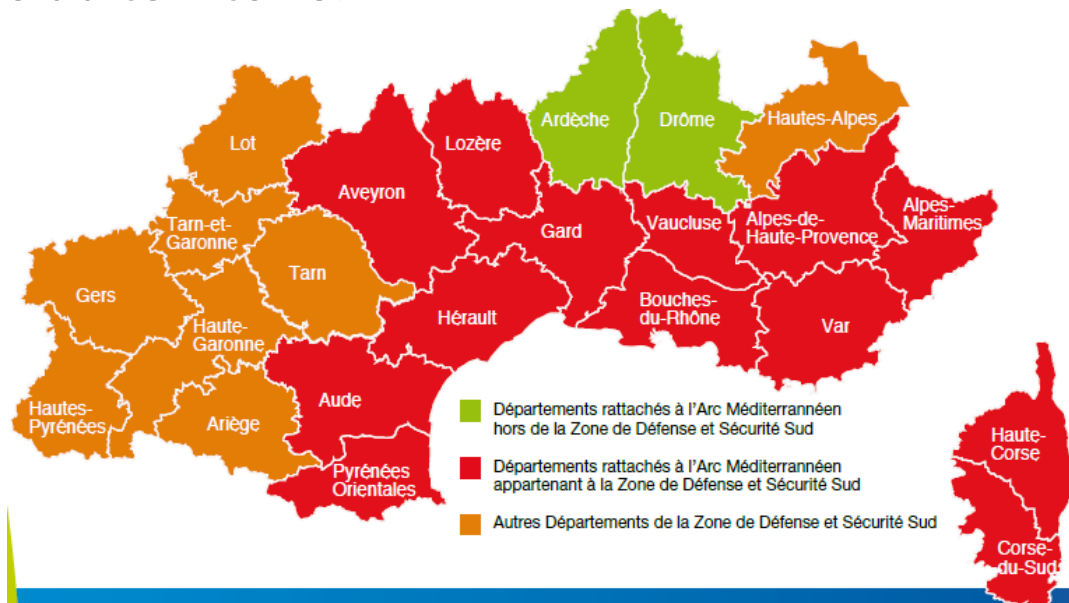 Ardèche
Drôme
Hautes-Alpes
Lot
Lozère
Aveyron
Tarn-et-
Garonne
Gard
Vaucluse
Alpes-de-
Haute-Provence
Alpes-
Maritimes
Tarn
Gers
Haute-
Garonne
Hérault
Bouches-
du-Rhône
Var
Hautes-
Pyrénées
Ariège
Aude
Pyrénées
Orientales
Départements rattachés à l'Arc Méditerrannéen
hors de la Zone de Défense et Sécurité Sud
Départements rattachés à l'Arc Méditerrannéen
appartenant à la Zone de Défense et Sécurité Sud
Autres Départements de la Zone de Défense et Sécurité Sud
Haute-
Corse
Corse-
du-Sud